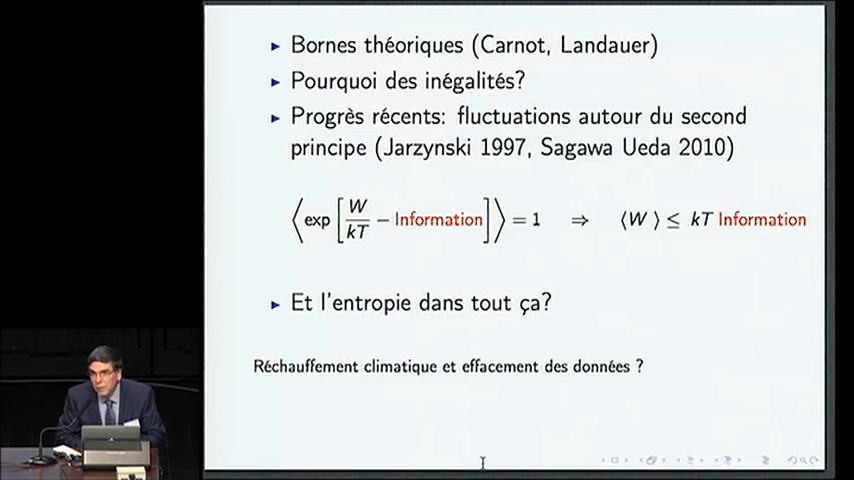 ▸ Bornes théoriques (Carnot, Landauer)
▸ Pourquoi des inégalités?
▸ Progrès récents: fluctuations autour du second
principe (Jarzynski 1997, Sagawa Ueda 2010)
⟨exp[W/kT − Information]⟩ = 1 ⇒ ⟨W⟩ ≤ kT Information
▸ Et l'entropie dans tout ça?
Réchauffement climatique et effacement des données ?